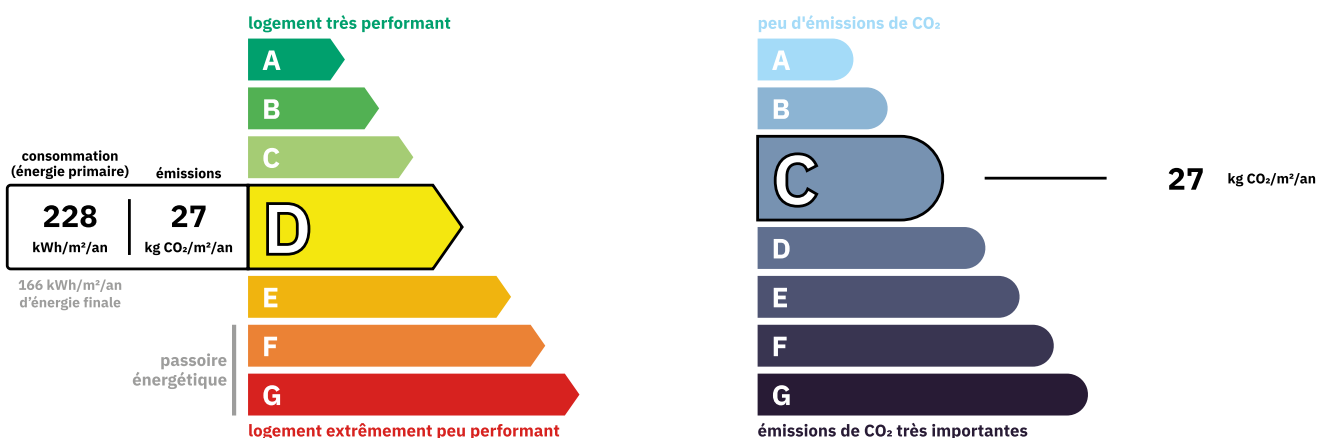 logement très performant
A
B
C
consommation
(énergie primaire)
émissions
228
kWh/m²/an
27
kg CO₂/m²/an
D
166 kWh/m²/an
d’énergie finale
E
passoire
énergétique
F
G
logement extrêmement peu performant
peu d'émissions de CO₂
A
B
C
27 kg CO₂/m²/an
D
E
F
G
émissions de CO₂ très importantes